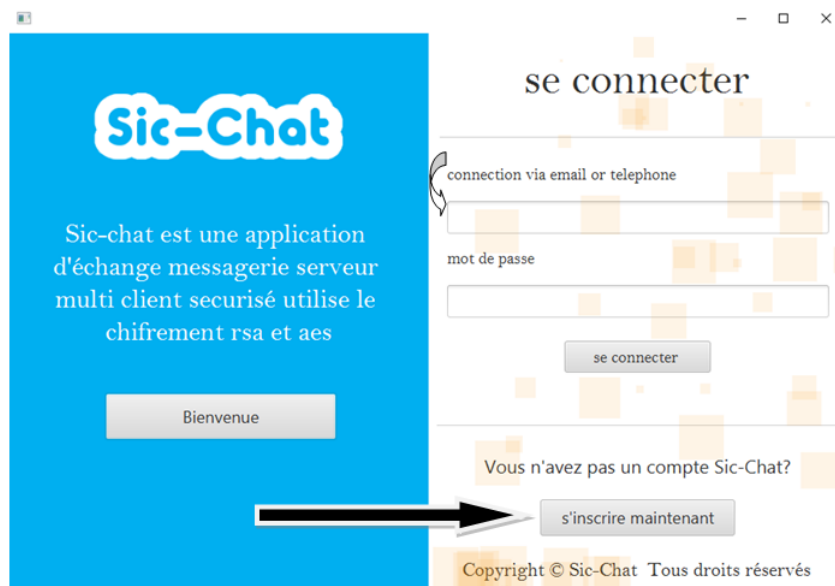 Sic-Chat
Sic-chat est une application
d'échange messagerie serveur
multi client securisé utilise le
chifrement rsa et aes
Bienvenue
se connecter
connection via email or telephone
mot de passe
se connecter
Vous n'avez pas un compte Sic-Chat?
s'inscrire maintenant
Copyright © Sic-Chat Tous droits réservés